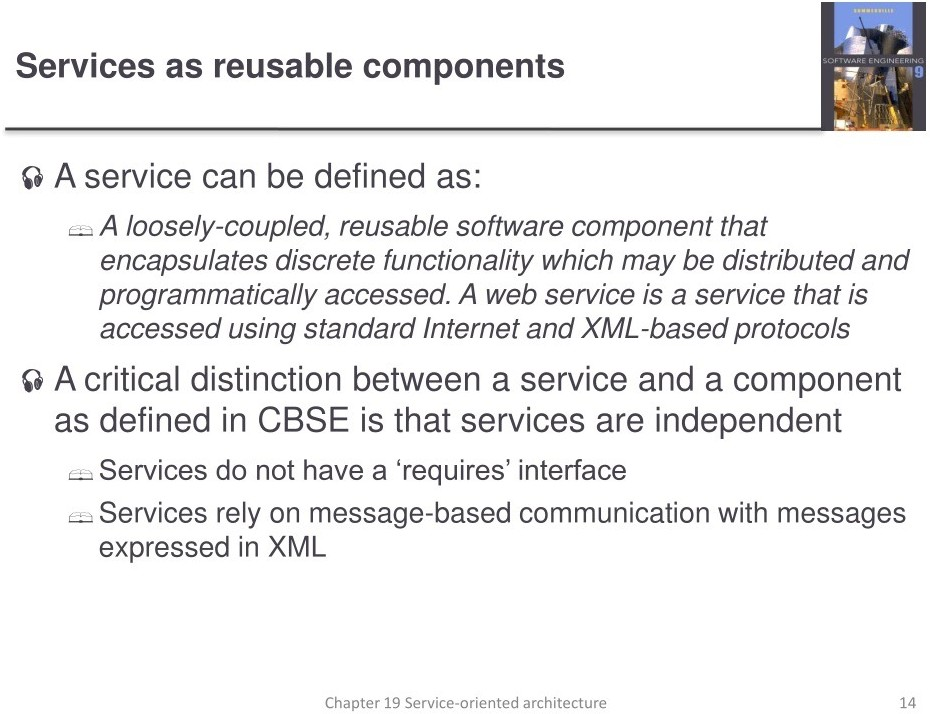 SOMMERVILLE
Services as reusable components
SOFTWARE ENGINEERING
9
A service can be defined as:
A loosely-coupled, reusable software component that
encapsulates discrete functionality which may be distributed and
programmatically accessed. A web service is a service that is
accessed using standard Internet and XML-based protocols
A critical distinction between a service and a component
as defined in CBSE is that services are independent
Services do not have a ‘requires’ interface
Services rely on message-based communication with messages
expressed in XML
Chapter 19 Service-oriented architecture
14